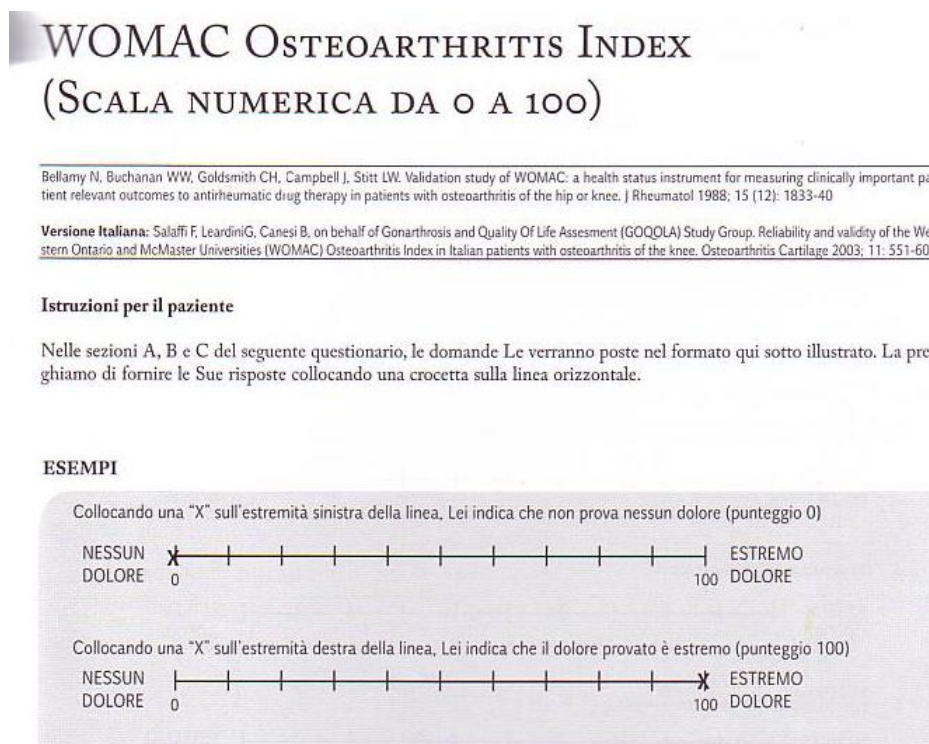 WOMAC OSTEOARTHRITIS INDEX
(SCALA NUMERICA DA 0 A 100)
Bellamy N, Buchanan WW, Goldsmith CH, Campbell J, Stitt LW. Validation study of WOMAC: a health status instrument for measuring clinically important pa
tient relevant outcomes to antirheumatic drug therapy in patients with osteoarthritis of the hip or knee. J Rheumatol 1988; 15 (12): 1833-40
Versione Italiana: Salaffi F, LeardiniG, Canesi B, on behalf of Gonarthrosis and Quality Of Life Assesment (GOQOLA) Study Group. Reliability and validity of the We
stern Ontario and McMaster Universities (WOMAC) Osteoarthritis Index in Italian patients with osteoarthritis of the knee. Osteoarthritis Cartilage 2003; 11: 551-60
Istruzioni per il paziente
Nelle sezioni A, B e C del seguente questionario, le domande Le verranno poste nel formato qui sotto illustrato. La pre
ghiamo di fornire le Sue risposte collocando una crocetta sulla linea orizzontale.
ESEMPI
Collocando una "X" sull'estremità sinistra della linea, Lei indica che non prova nessun dolore (punteggio 0)
NESSUN X ESTREMO
DOLORE 0 100 DOLORE
Collocando una "X" sull'estremità destra della linea, Lei indica che il dolore provato è estremo (punteggio 100)
NESSUN X ESTREMO
DOLORE 0 100 DOLORE